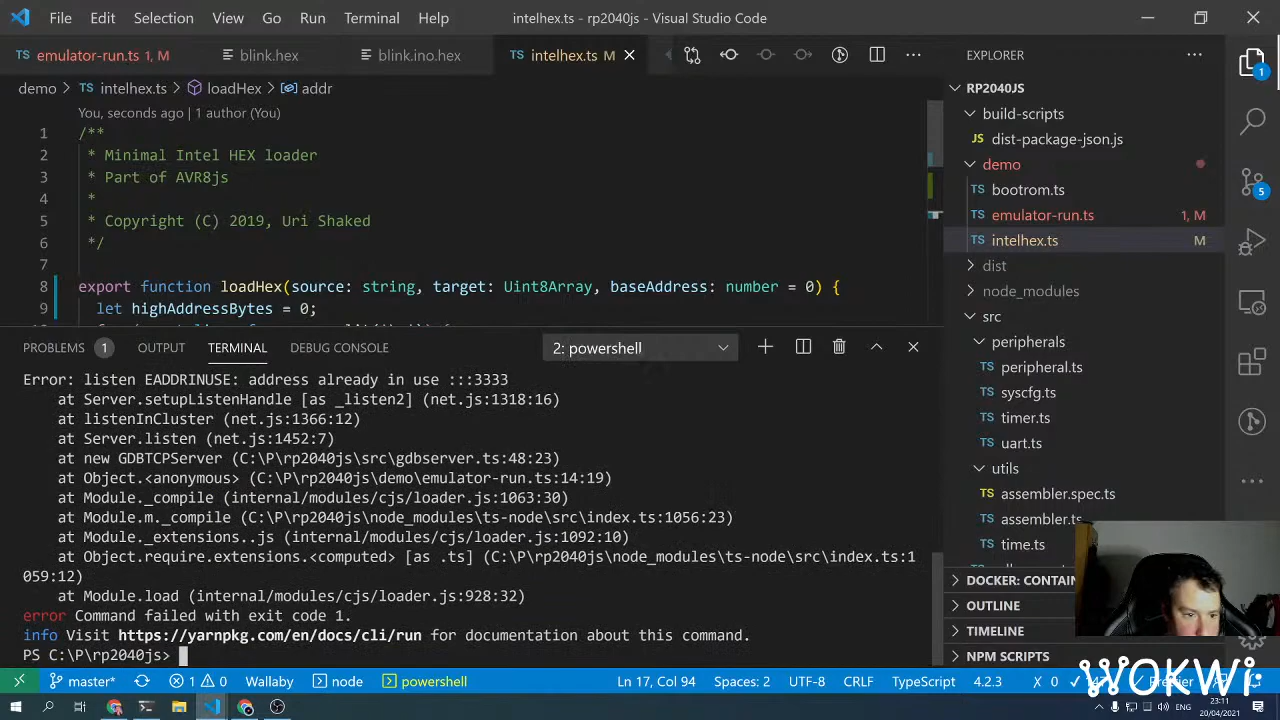 File Edit Selection View Go Run Terminal Help intelhex.ts - rp2040js - Visual Studio Code
TS emulator-run.ts 1, M blink.hex blink.ino.hex TS intelhex.ts M
demo > TS intelhex.ts > loadHex > addr
You, seconds ago | 1 author (You)
1 /**
2 * Minimal Intel HEX loader
3 * Part of AVR8js
4 *
5 * Copyright (C) 2019, Uri Shaked
6 */
7
8 export function loadHex(source: string, target: Uint8Array, baseAddress: number = 0) {
9 let highAddressBytes = 0;
PROBLEMS 1 OUTPUT TERMINAL DEBUG CONSOLE 2: powershell
Error: listen EADDRINUSE: address already in use :::3333
at Server.setupListenHandle [as _listen2] (net.js:1318:16)
at listenInCluster (net.js:1366:12)
at Server.listen (net.js:1452:7)
at new GDBTCPServer (C:\P\rp2040js\src\gdbserver.ts:48:23)
at Object.<anonymous> (C:\P\rp2040js\demo\emulator-run.ts:14:19)
at Module._compile (internal/modules/cjs/loader.js:1063:30)
at Module.m._compile (C:\P\rp2040js\node_modules\ts-node\src\index.ts:1056:23)
at Module._extensions..js (internal/modules/cjs/loader.js:1092:10)
at Object.require.extensions.<computed> [as .ts] (C:\P\rp2040js\node_modules\ts-node\src\index.ts:1
059:12)
at Module.load (internal/modules/cjs/loader.js:928:32)
error Command failed with exit code 1.
info Visit https://yarnpkg.com/en/docs/cli/run for documentation about this command.
PS C:\P\rp2040js>
EXPLORER
RP2040JS
build-scripts
JS dist-package-json.js
demo
TS bootrom.ts
TS emulator-run.ts 1, M
TS intelhex.ts M
dist
node_modules
src
peripherals
TS peripheral.ts
TS syscfg.ts
TS timer.ts
TS uart.ts
utils
TS assembler.spec.ts
TS assembler.ts
TS time.ts
DOCKER: CONTAIN
OUTLINE
TIMELINE
NPM SCRIPTS
1
5
WOKWi
master* 1 0 Wallaby node powershell Ln 17, Col 94 Spaces: 2 UTF-8 CRLF TypeScript 4.2.3 X 0
ENG 23:11
20/04/2021